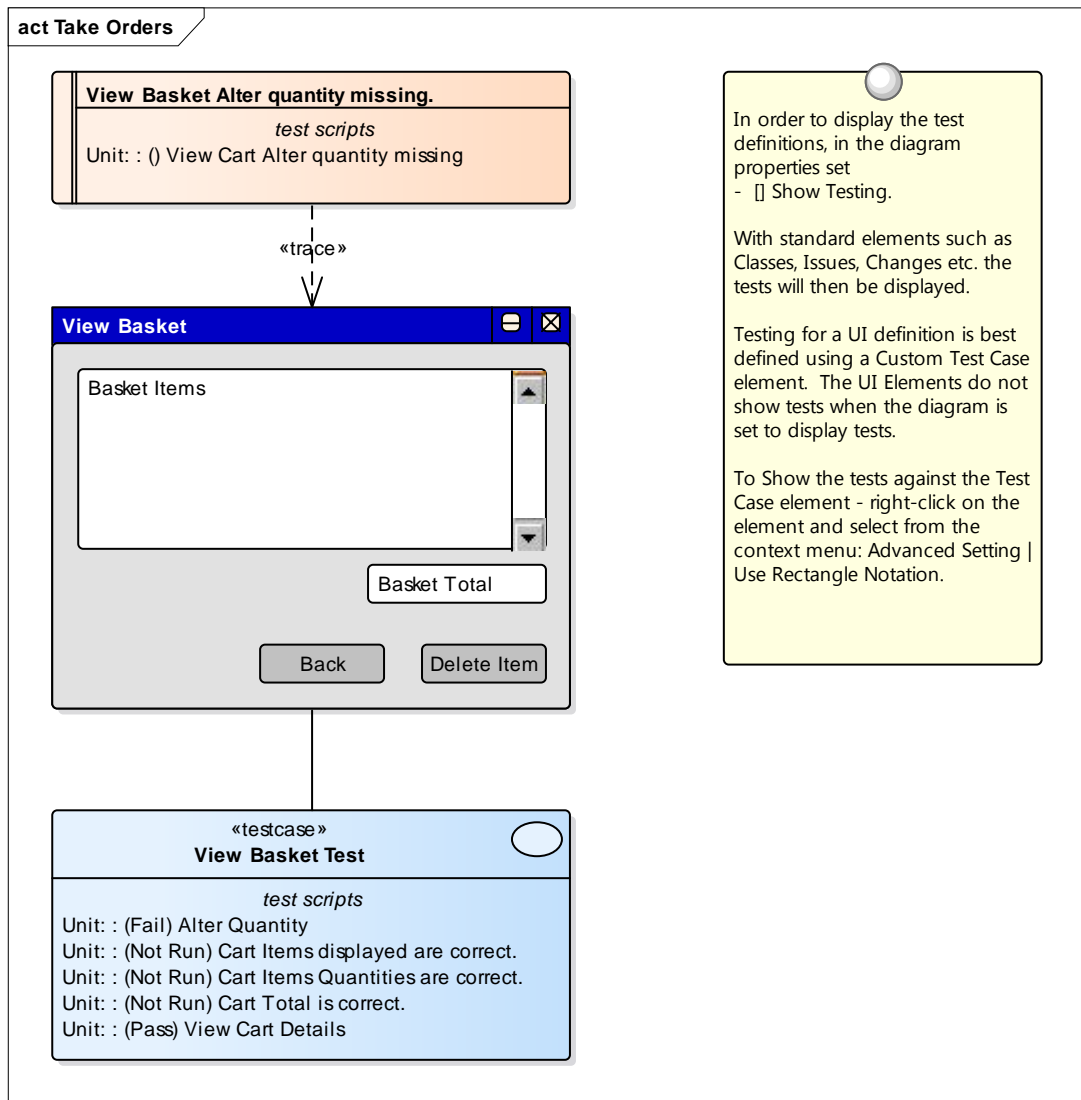 act Take Orders
View Basket Alter quantity missing.
test scripts
Unit: : () View Cart Alter quantity missing
«trace»
View Basket
Basket Items
Basket Total
Back
Delete Item
«testcase»
View Basket Test
test scripts
Unit: : (Fail) Alter Quantity
Unit: : (Not Run) Cart Items displayed are correct.
Unit: : (Not Run) Cart Items Quantities are correct.
Unit: : (Not Run) Cart Total is correct.
Unit: : (Pass) View Cart Details
In order to display the test
definitions, in the diagram
properties set
- [] Show Testing.
With standard elements such as
Classes, Issues, Changes etc. the
tests will then be displayed.
Testing for a UI definition is best
defined using a Custom Test Case
element. The UI Elements do not
show tests when the diagram is
set to display tests.
To Show the tests against the Test
Case element - right-click on the
element and select from the
context menu: Advanced Setting |
Use Rectangle Notation.